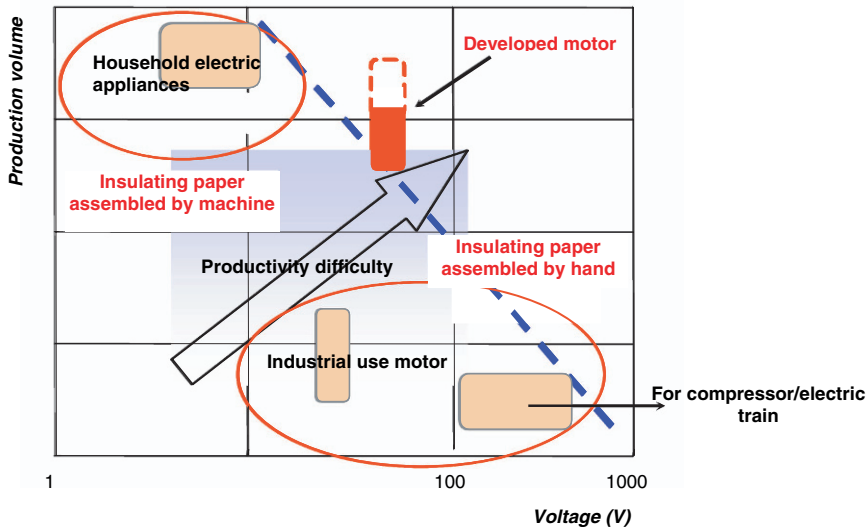 Production volume
Household electric
appliances
Developed motor
Insulating paper
assembled by machine
Insulating paper
assembled by hand
Productivity difficulty
Industrial use motor
For compressor/electric
train
1
100
1000
Voltage (V)